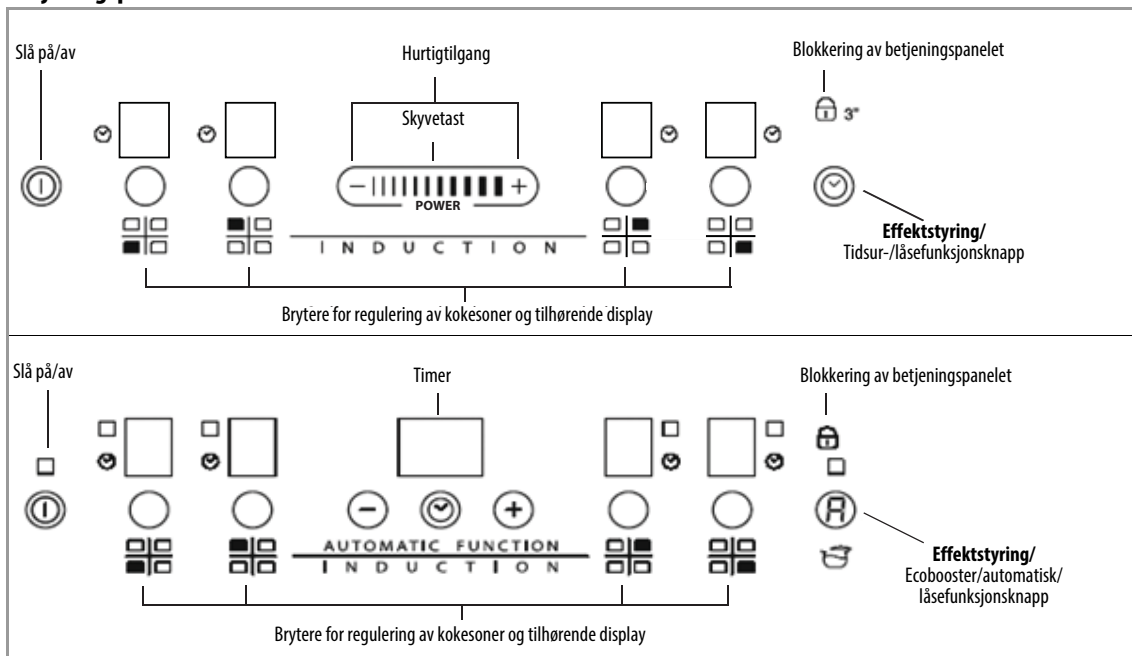 Slå på/av
Hurtigtilgang
Blokkering av betjeningspanelet
Skyvetast
3"
POWER
Effektstyring/
Tidsur-/låsefunksjonsknapp
INDUCTION
Brytere for regulering av kokesoner og tilhørende display
Slå på/av
Timer
Blokkering av betjeningspanelet
A
AUTOMATIC FUNCTION
INDUCTION
Effektstyring/
Ecobooster/automatisk/
låsefunksjonsknapp
Brytere for regulering av kokesoner og tilhørende display